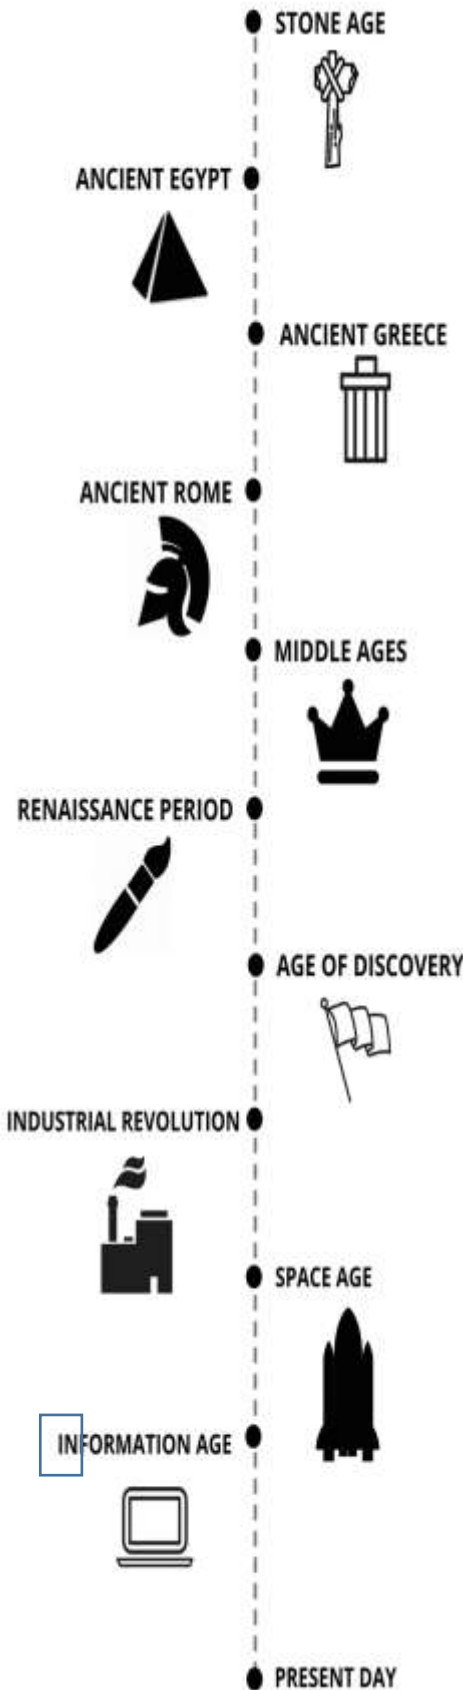 STONE AGE
ANCIENT EGYPT
ANCIENT GREECE
ANCIENT ROME
MIDDLE AGES
RENAISSANCE PERIOD
AGE OF DISCOVERY
INDUSTRIAL REVOLUTION
SPACE AGE
INFORMATION AGE
PRESENT DAY